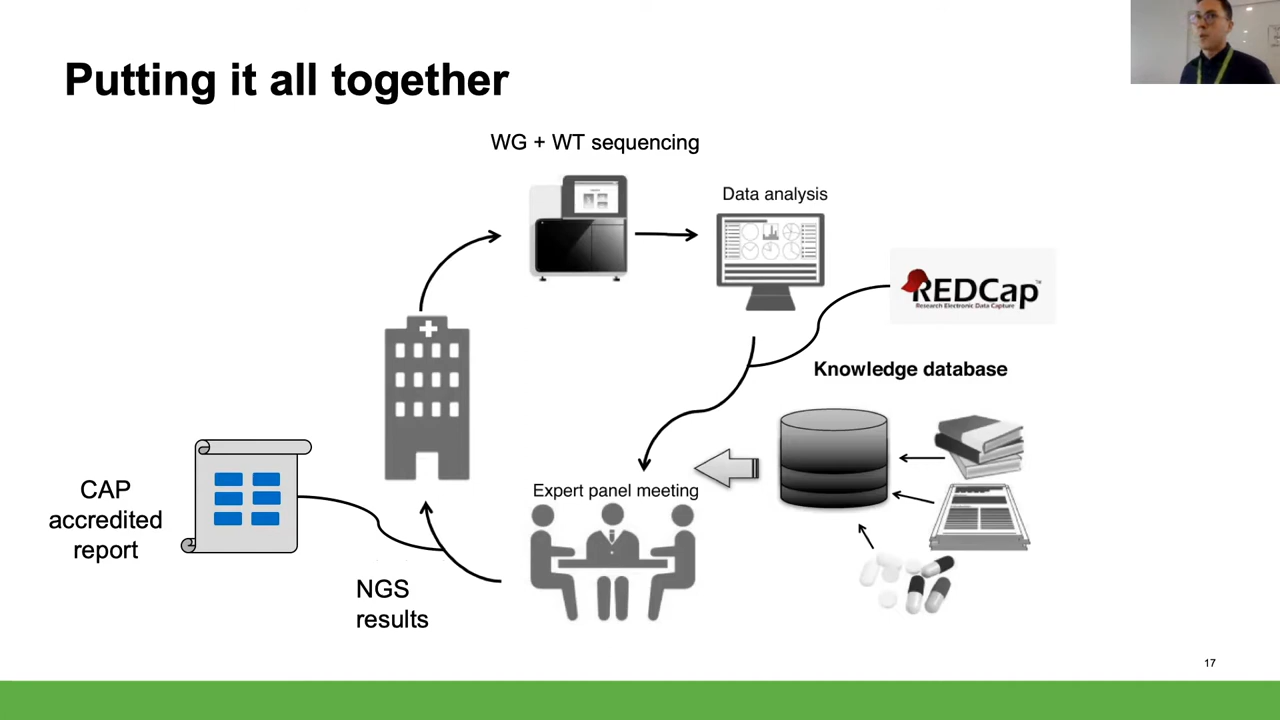 Putting it all together
WG + WT sequencing
Data analysis
REDCap™
Research Electronic Data Capture
Knowledge database
Expert panel meeting
CAP
accredited
report
NGS
results
17